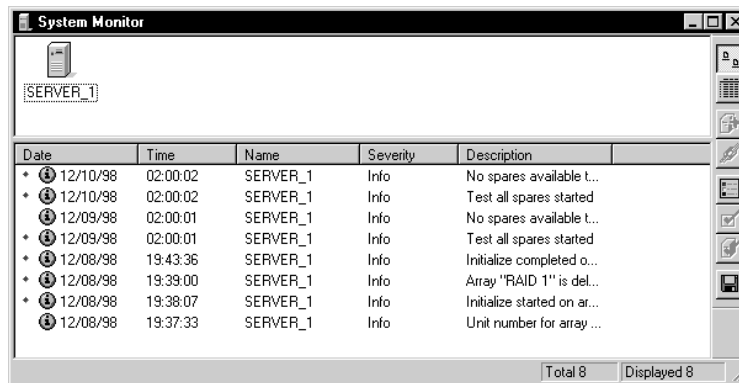 System Monitor
SERVER_1
Date Time Name Severity Description
12/10/98 02:00:02 SERVER_1 Info No spares available t...
12/10/98 02:00:02 SERVER_1 Info Test all spares started
12/09/98 02:00:01 SERVER_1 Info No spares available t...
12/09/98 02:00:01 SERVER_1 Info Test all spares started
12/08/98 19:43:36 SERVER_1 Info Initialize completed o...
12/08/98 19:39:00 SERVER_1 Info Array "RAID 1" is del...
12/08/98 19:38:07 SERVER_1 Info Initialize started on ar...
12/08/98 19:37:33 SERVER_1 Info Unit number for array ...
Total 8 Displayed 8